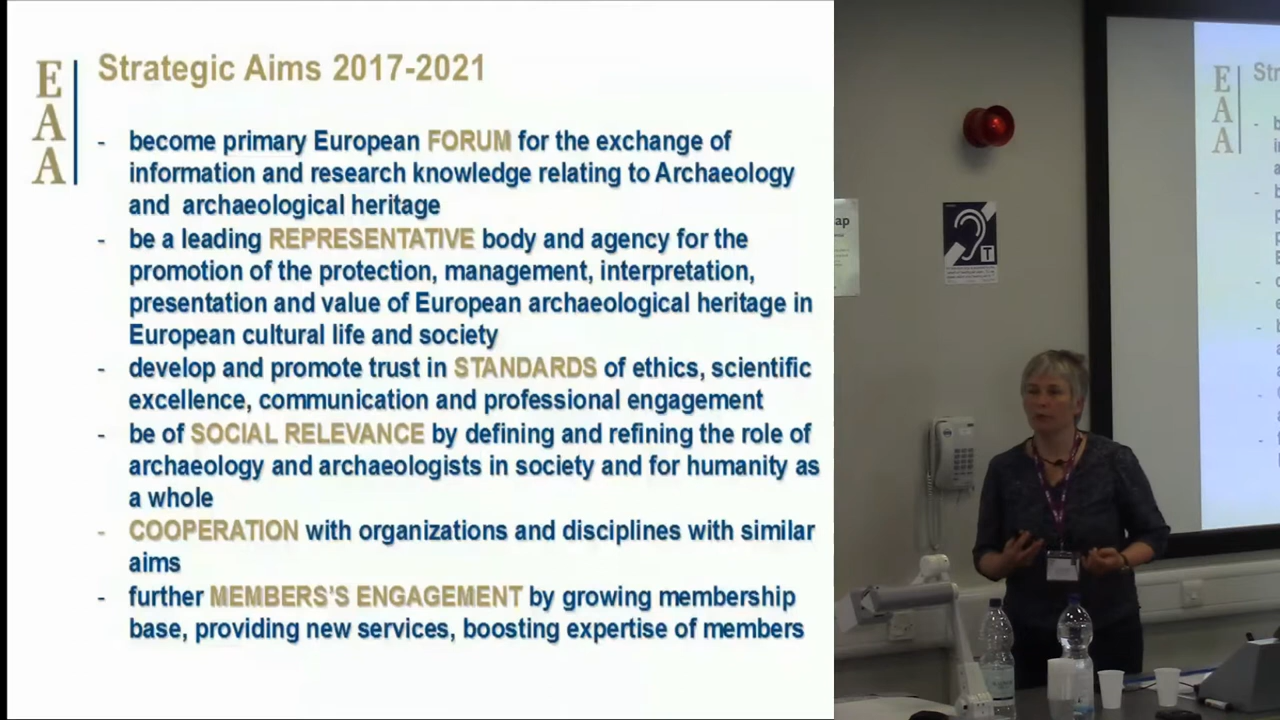 E
A
A
Strategic Aims 2017-2021
- become primary European FORUM for the exchange of
information and research knowledge relating to Archaeology
and archaeological heritage
- be a leading REPRESENTATIVE body and agency for the
promotion of the protection, management, interpretation,
presentation and value of European archaeological heritage in
European cultural life and society
- develop and promote trust in STANDARDS of ethics, scientific
excellence, communication and professional engagement
- be of SOCIAL RELEVANCE by defining and refining the role of
archaeology and archaeologists in society and for humanity as
a whole
- COOPERATION with organizations and disciplines with similar
aims
- further MEMBERS'S ENGAGEMENT by growing membership
base, providing new services, boosting expertise of members
ap
T
E
A
A
Str